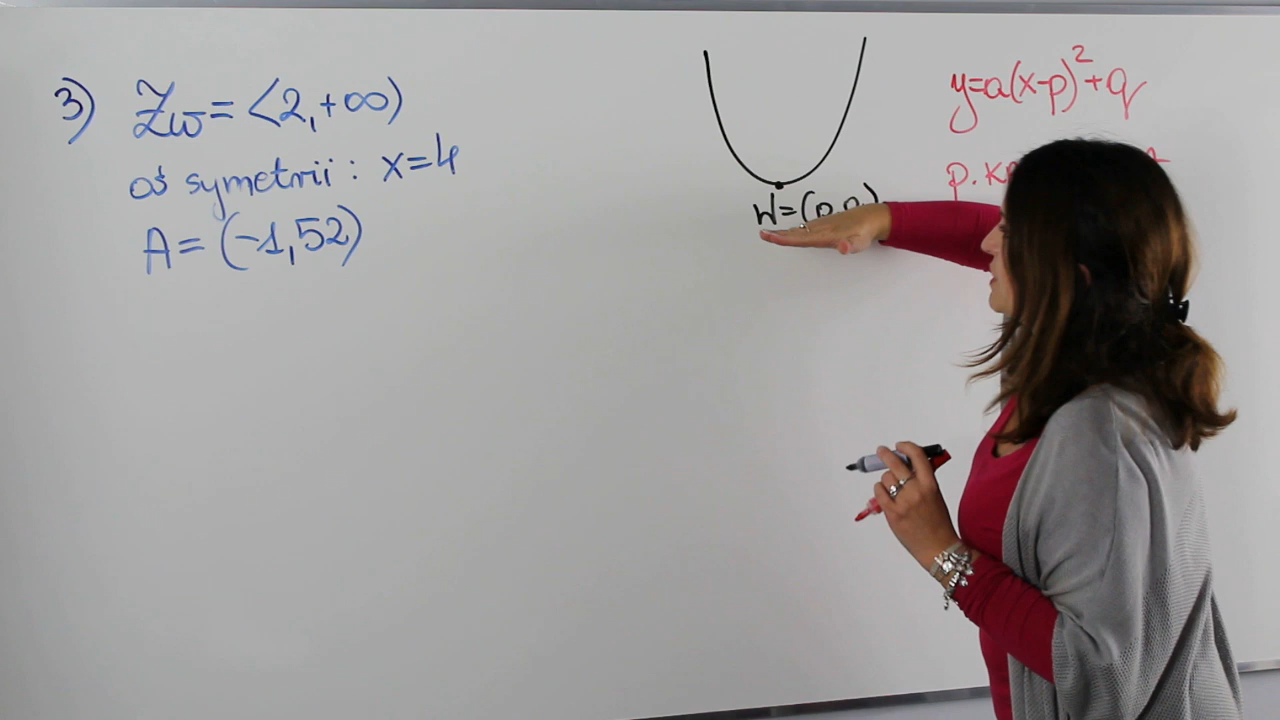 3) Zw = <2,+∞)
oś symetrii : x=4
A = (-1,52)
W=(p,q)
y=a(x-p)²+q